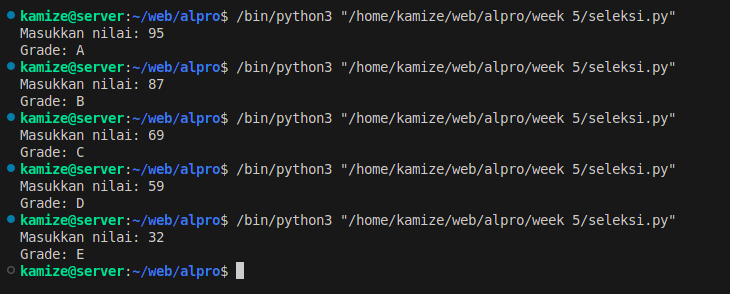 kamize@server:~/web/alpro$ /bin/python3 "/home/kamize/web/alpro/week 5/seleksi.py"
Masukkan nilai: 95
Grade: A
kamize@server:~/web/alpro$ /bin/python3 "/home/kamize/web/alpro/week 5/seleksi.py"
Masukkan nilai: 87
Grade: B
kamize@server:~/web/alpro$ /bin/python3 "/home/kamize/web/alpro/week 5/seleksi.py"
Masukkan nilai: 69
Grade: C
kamize@server:~/web/alpro$ /bin/python3 "/home/kamize/web/alpro/week 5/seleksi.py"
Masukkan nilai: 59
Grade: D
kamize@server:~/web/alpro$ /bin/python3 "/home/kamize/web/alpro/week 5/seleksi.py"
Masukkan nilai: 32
Grade: E
kamize@server:~/web/alpro$